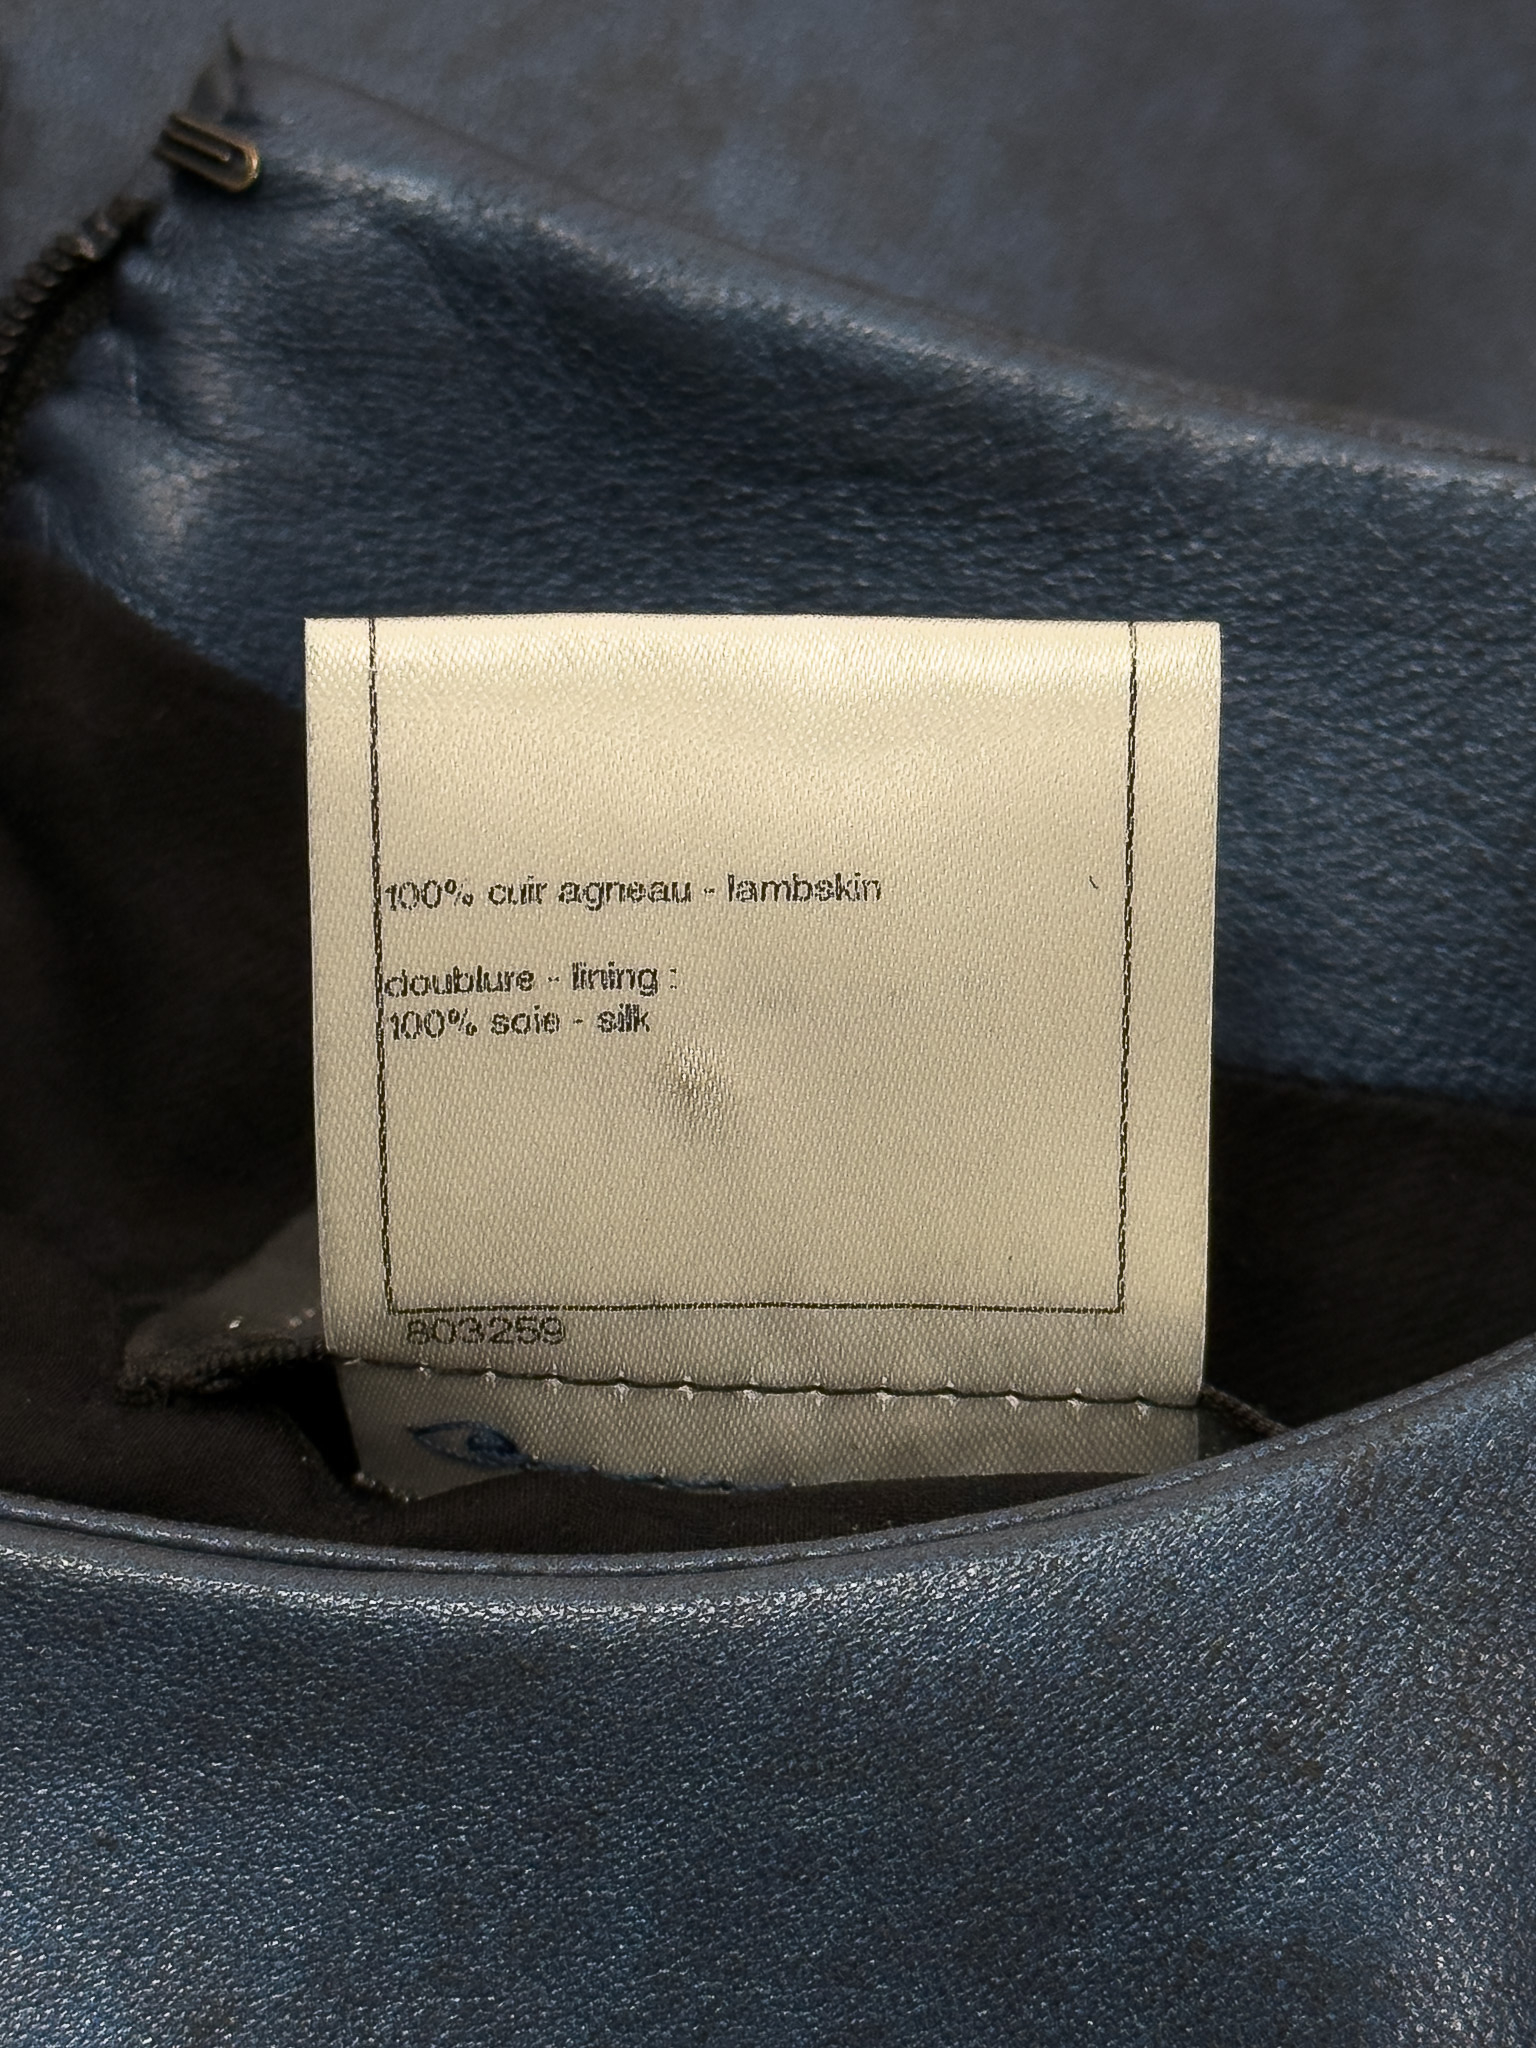 100% cuir agneau - lambskin
doublure - lining :
100% soie - silk
803259